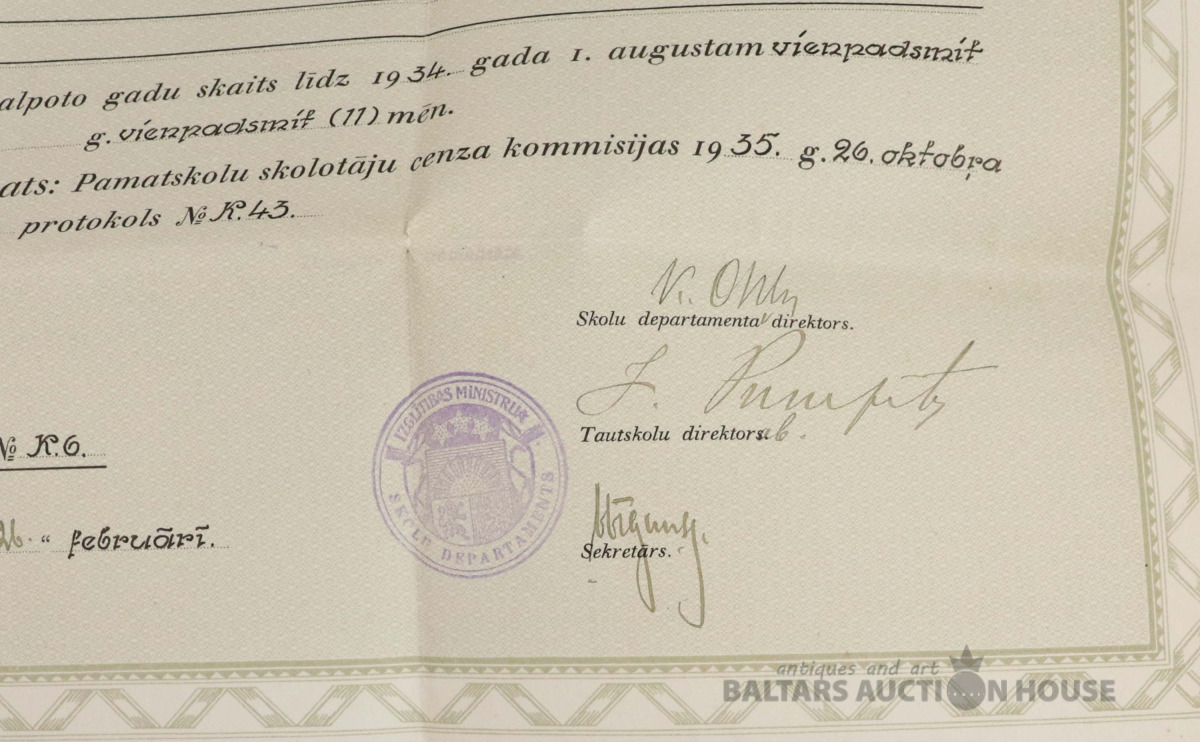 alpoto gadu skaits līdz 1934. gada 1. augustam vienpadsmit
g. vienpadsmit (11) mēn.
ats: Pamatskolu skolotāju cenza kommisijas 1935. g. 26. oktobŗa
protokols № K.43.
Skolu departamenta direktors.
Tautskolu direktors.
№ K.6.
IZGLĪTĪBAS MINISTRIJA
SKOLU DEPARTAMENTS
26. “ februārī.
Sekretārs.
antiques and art
BALTARS AUCTION HOUSE